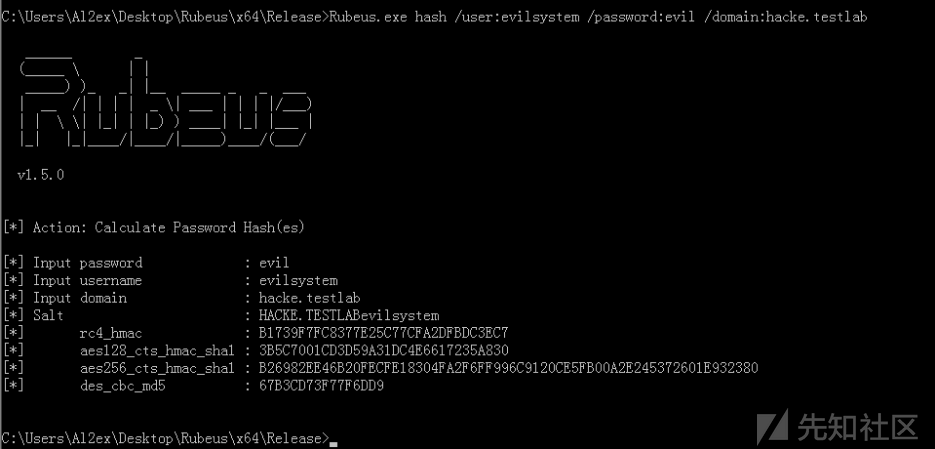 C:\Users\Al2ex\Desktop\Rubeus\x64\Release>Rubeus.exe hash /user:evilsystem /password:evil /domain:hacke.testlab
Rubeus
v1.5.0
[*] Action: Calculate Password Hash(es)
[*] Input password : evil
[*] Input username : evilsystem
[*] Input domain : hacke.testlab
[*] Salt : HACKE.TESTLABevilsystem
[*] rc4_hmac : B1739F7FC8377E25C77CFA2DFBDC3EC7
[*] aes128_cts_hmac_sha1 : 3B5C7001CD3D59A31DC4E6617235A830
[*] aes256_cts_hmac_sha1 : B26982EE46B20FECFE18304FA2F6FF996C9120CE5FB00A2E245372601E932380
[*] des_cbc_md5 : 67B3CD73F77F6DD9
C:\Users\Al2ex\Desktop\Rubeus\x64\Release>
先知社区